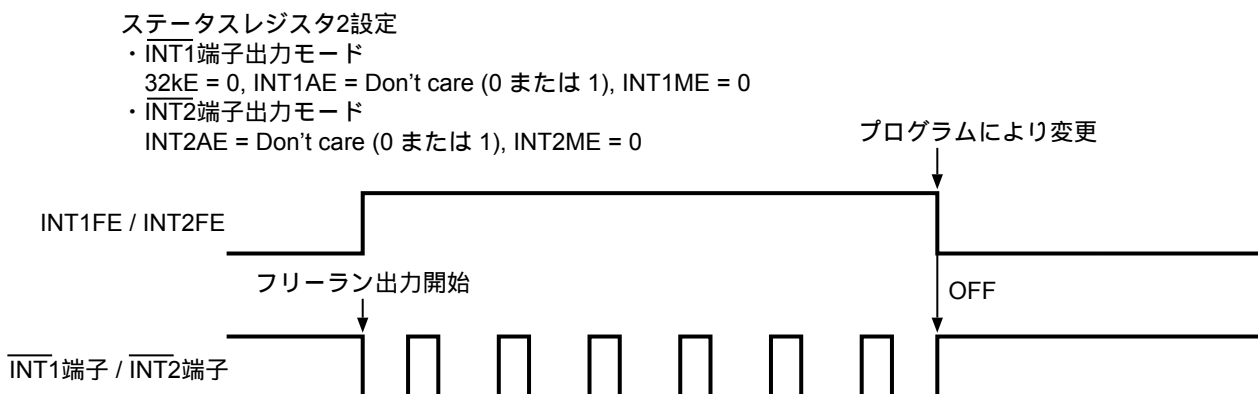 ステータスレジスタ2設定
・INT1端子出力モード
32kE = 0, INT1AE = Don't care (0 または 1), INT1ME = 0
・INT2端子出力モード
INT2AE = Don't care (0 または 1), INT2ME = 0
プログラムにより変更
INT1FE / INT2FE
フリーラン出力開始
OFF
INT1端子 / INT2端子